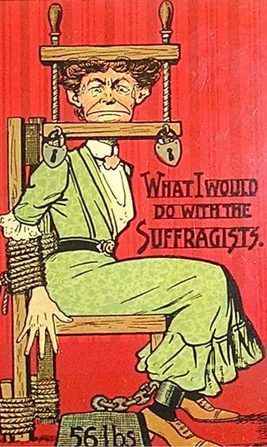 WHAT I WOULD
DO WITH THE
SUFFRAGISTS.
56 lbs